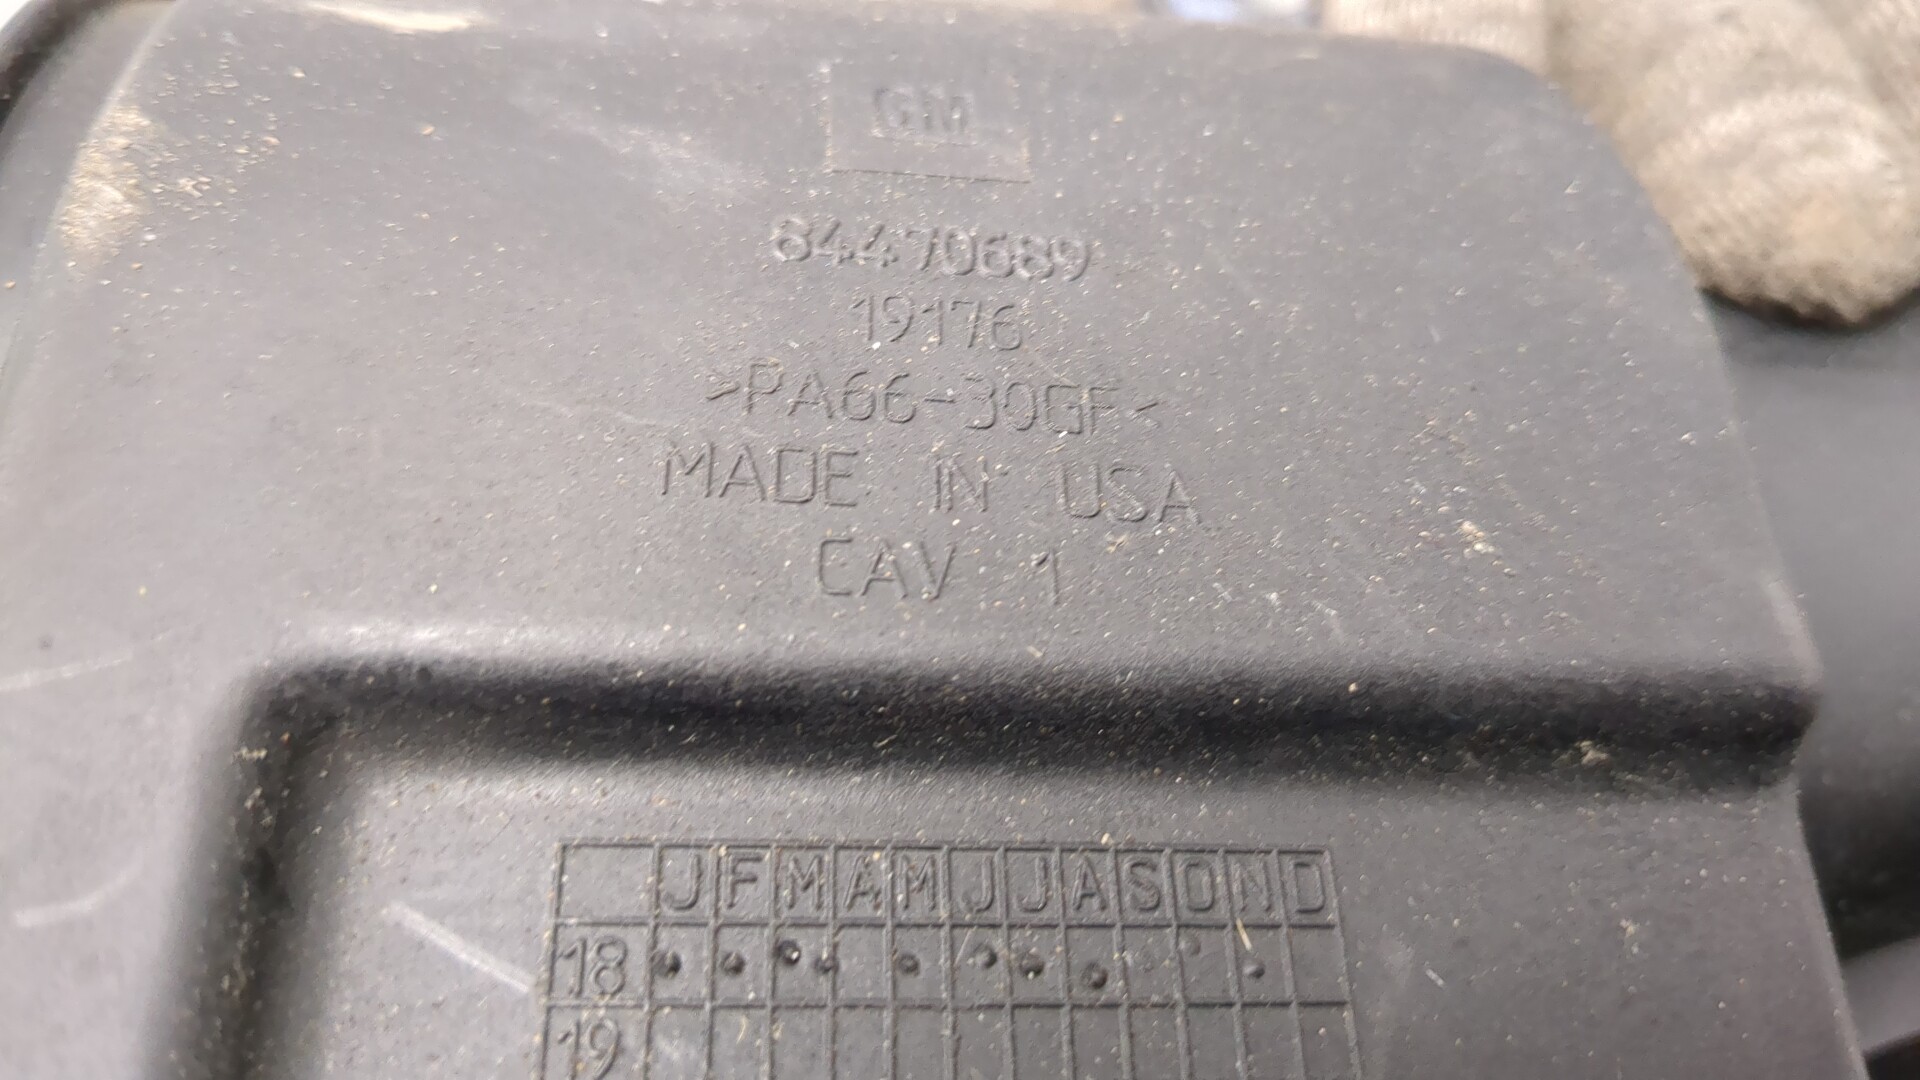 GM
84470689
19176
>PA66-30GF<
MADE IN USA
CAV 1
J F M A M J J A S O N D
18
19